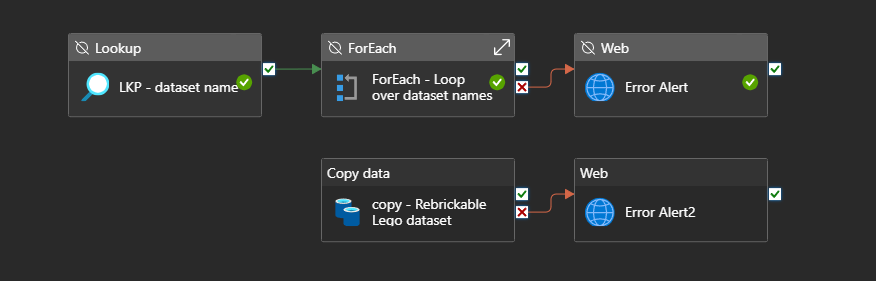 Lookup
LKP - dataset name
ForEach
ForEach - Loop
over dataset names
Web
Error Alert
Copy data
copy - Rebrickable
Lego dataset
Web
Error Alert2